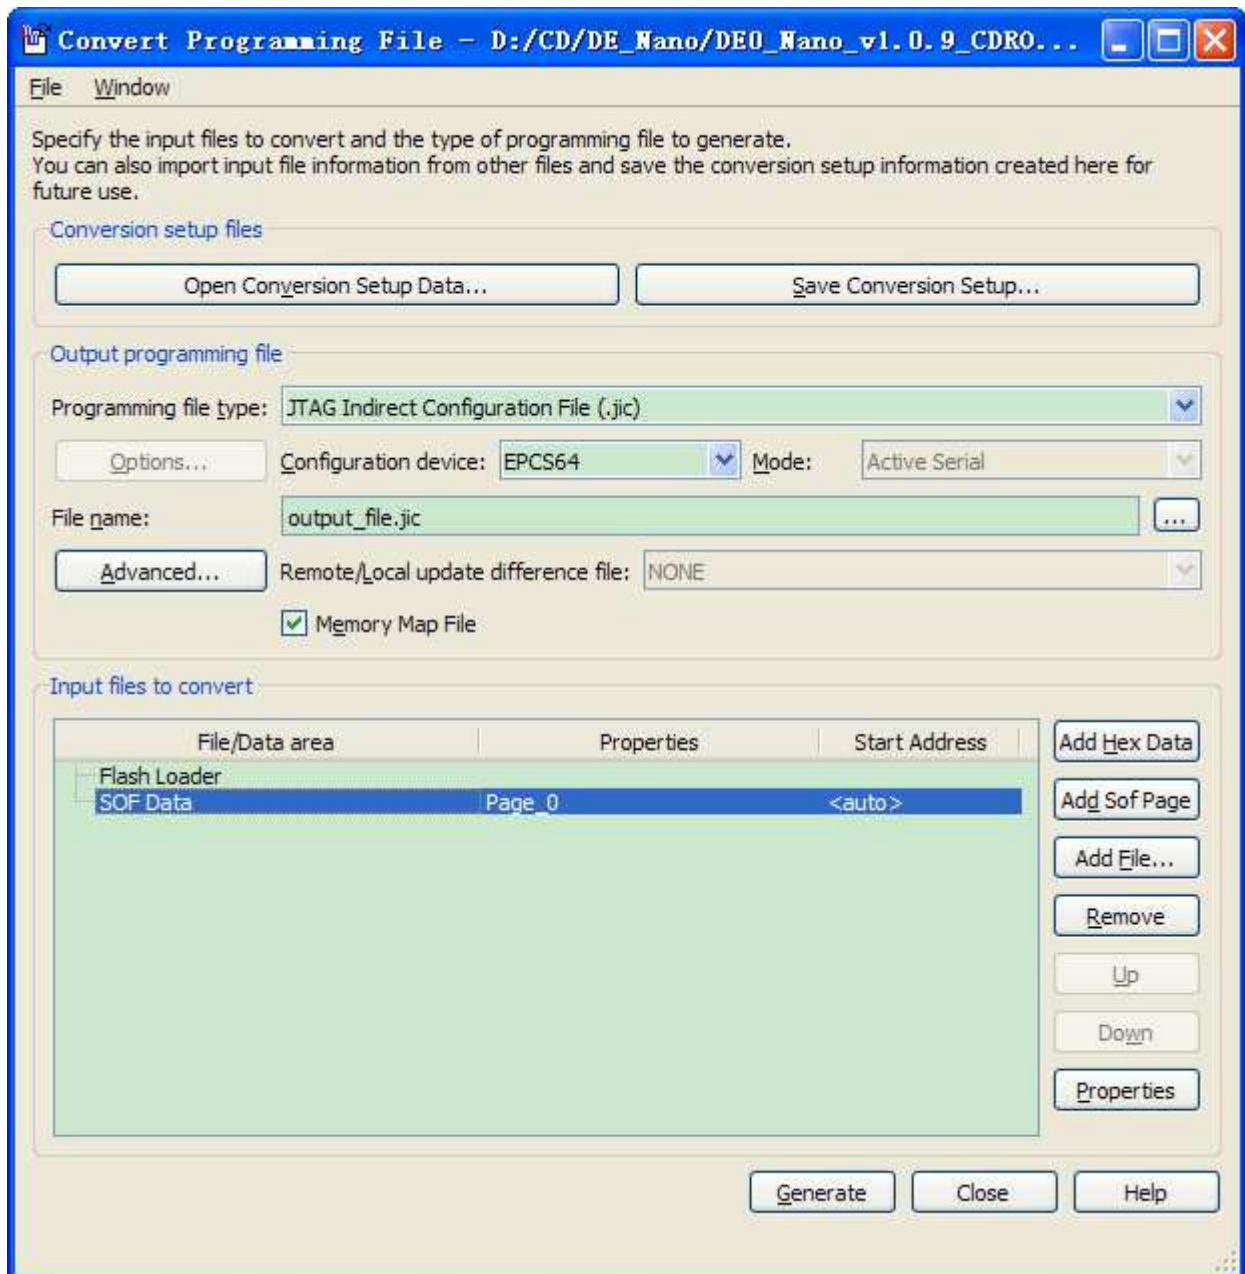 Convert Programming File - D:/CD/DE_Nano/DE0_Nano_v1.0.9_CDRO...
File Window
Specify the input files to convert and the type of programming file to generate.
You can also import input file information from other files and save the conversion setup information created here for
future use.
Conversion setup files
Open Conversion Setup Data... Save Conversion Setup...
Output programming file
Programming file type: JTAG Indirect Configuration File (.jic)
Options... Configuration device: EPCS64 Mode: Active Serial
File name: output_file.jic ...
Advanced... Remote/Local update difference file: NONE
Memory Map File
Input files to convert
File/Data area Properties Start Address Add Hex Data
Flash Loader
SOF Data Page_0 <auto> Add Sof Page
Add File...
Remove
Up
Down
Properties
Generate Close Help